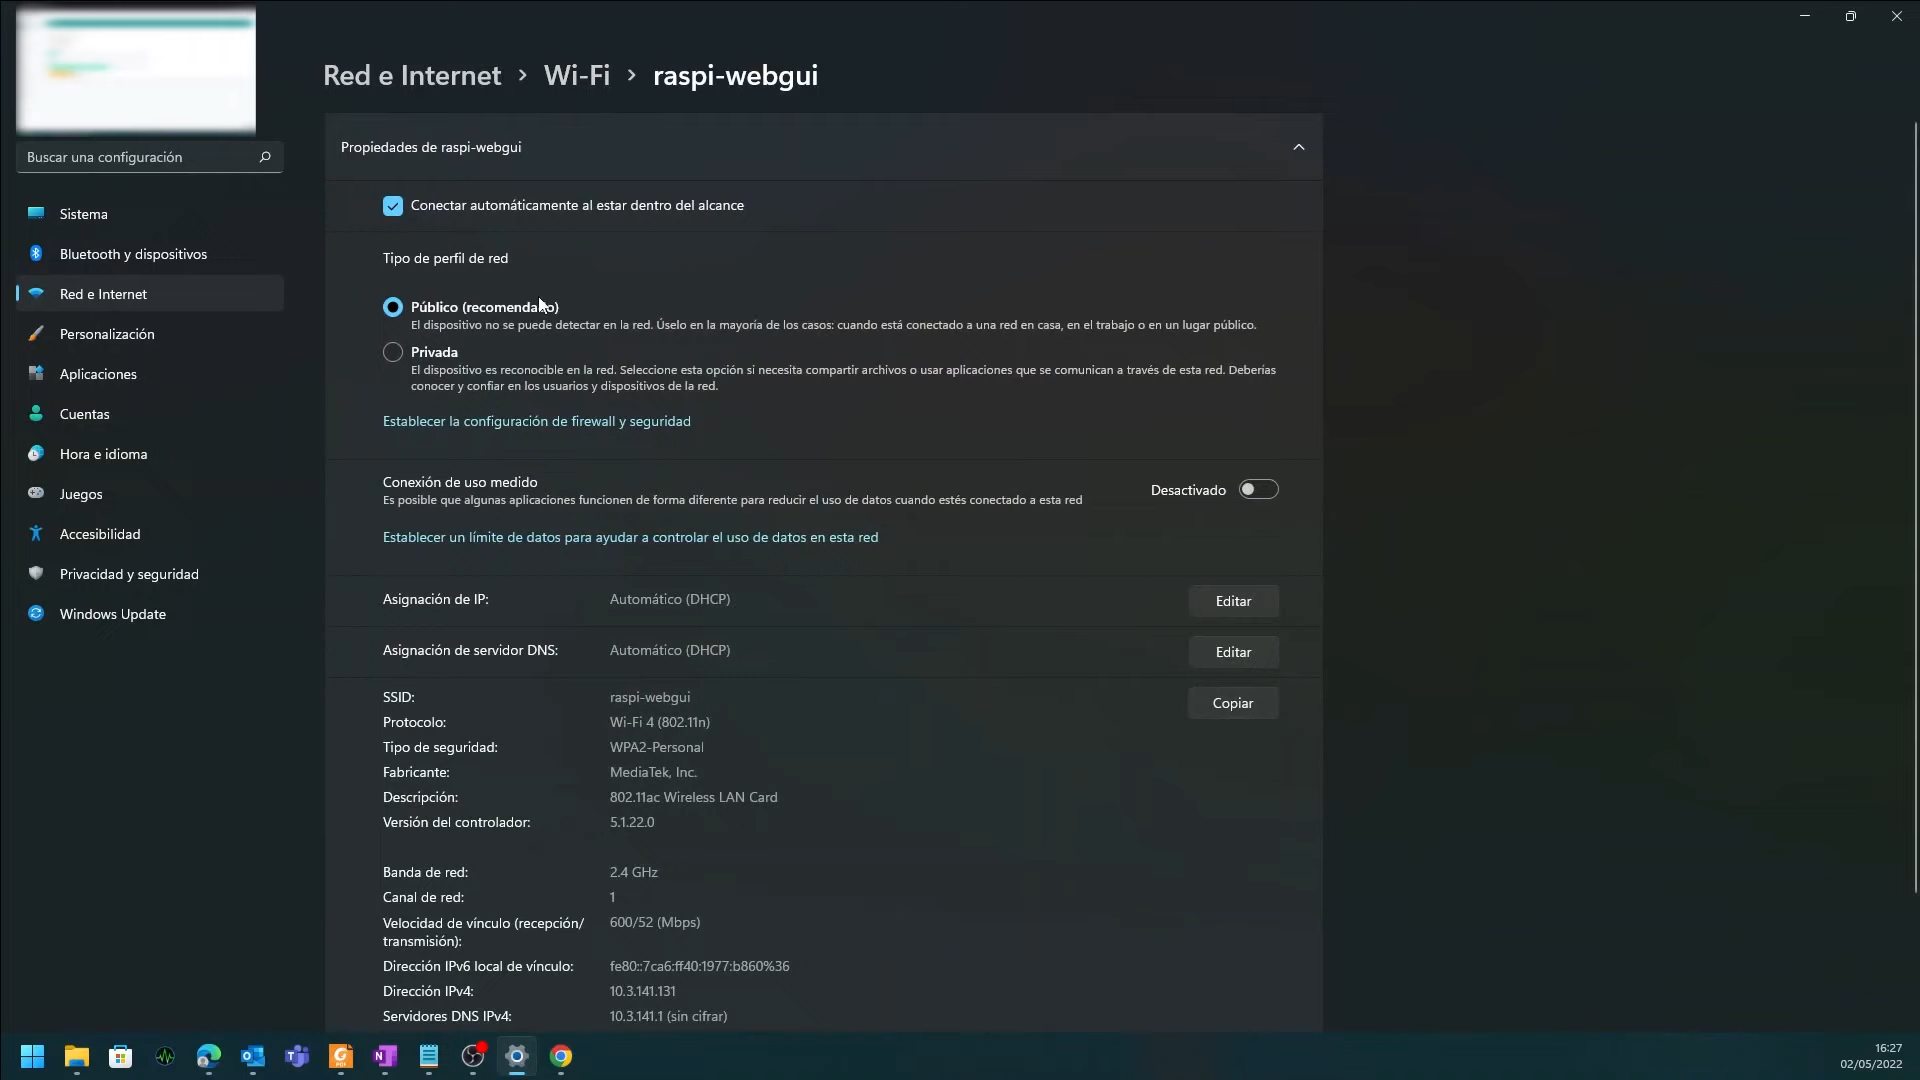 Red e Internet > Wi-Fi > raspi-webgui
Buscar una configuración
Sistema
Bluetooth y dispositivos
Red e Internet
Personalización
Aplicaciones
Cuentas
Hora e idioma
Juegos
Accesibilidad
Privacidad y seguridad
Windows Update
Propiedades de raspi-webgui
Conectar automáticamente al estar dentro del alcance
Tipo de perfil de red
Público (recomendado)
El dispositivo no se puede detectar en la red. Úselo en la mayoría de los casos: cuando está conectado a una red en casa, en el trabajo o en un lugar público.
Privada
El dispositivo es reconocible en la red. Seleccione esta opción si necesita compartir archivos o usar aplicaciones que se comunican a través de esta red. Deberías
conocer y confiar en los usuarios y dispositivos de la red.
Establecer la configuración de firewall y seguridad
Conexión de uso medido
Es posible que algunas aplicaciones funcionen de forma diferente para reducir el uso de datos cuando estés conectado a esta red
Desactivado
Establecer un límite de datos para ayudar a controlar el uso de datos en esta red
Asignación de IP: Automático (DHCP) Editar
Asignación de servidor DNS: Automático (DHCP) Editar
SSID: raspi-webgui Copiar
Protocolo: Wi-Fi 4 (802.11n)
Tipo de seguridad: WPA2-Personal
Fabricante: MediaTek, Inc.
Descripción: 802.11ac Wireless LAN Card
Versión del controlador: 5.1.22.0
Banda de red: 2.4 GHz
Canal de red: 1
Velocidad de vínculo (recepción/ 600/52 (Mbps)
transmisión):
Dirección IPv6 local de vínculo: fe80::7ca6:ff40:1977:b860%36
Dirección IPv4: 10.3.141.131
Servidores DNS IPv4: 10.3.141.1 (sin cifrar)
16:27
02/05/2022